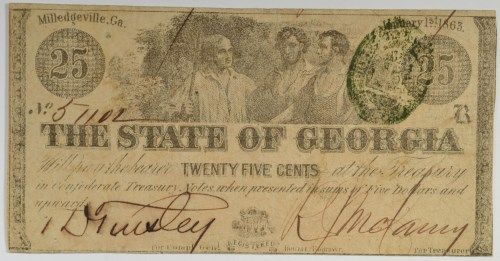 Milledgeville, Ga. 1st, 1863.
25 25
No. 51102 B
THE STATE OF GEORGIA
Will pay the bearer TWENTY FIVE CENTS at the Treasury
in Confederate Treasury Notes, when presented in sums of Five Dollars and
upwards
for Compt. Genl. REGISTERED for Treasurer